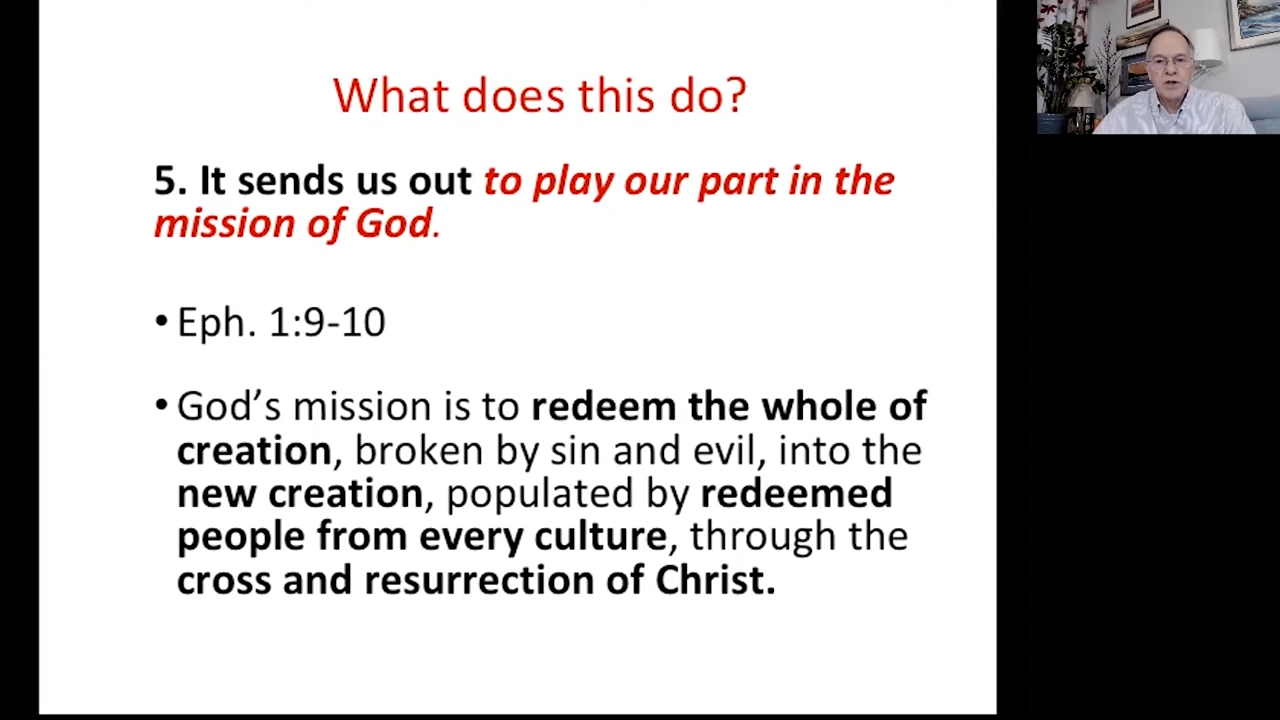 What does this do?
5. It sends us out to play our part in the
mission of God.
• Eph. 1:9-10
• God’s mission is to redeem the whole of
creation, broken by sin and evil, into the
new creation, populated by redeemed
people from every culture, through the
cross and resurrection of Christ.